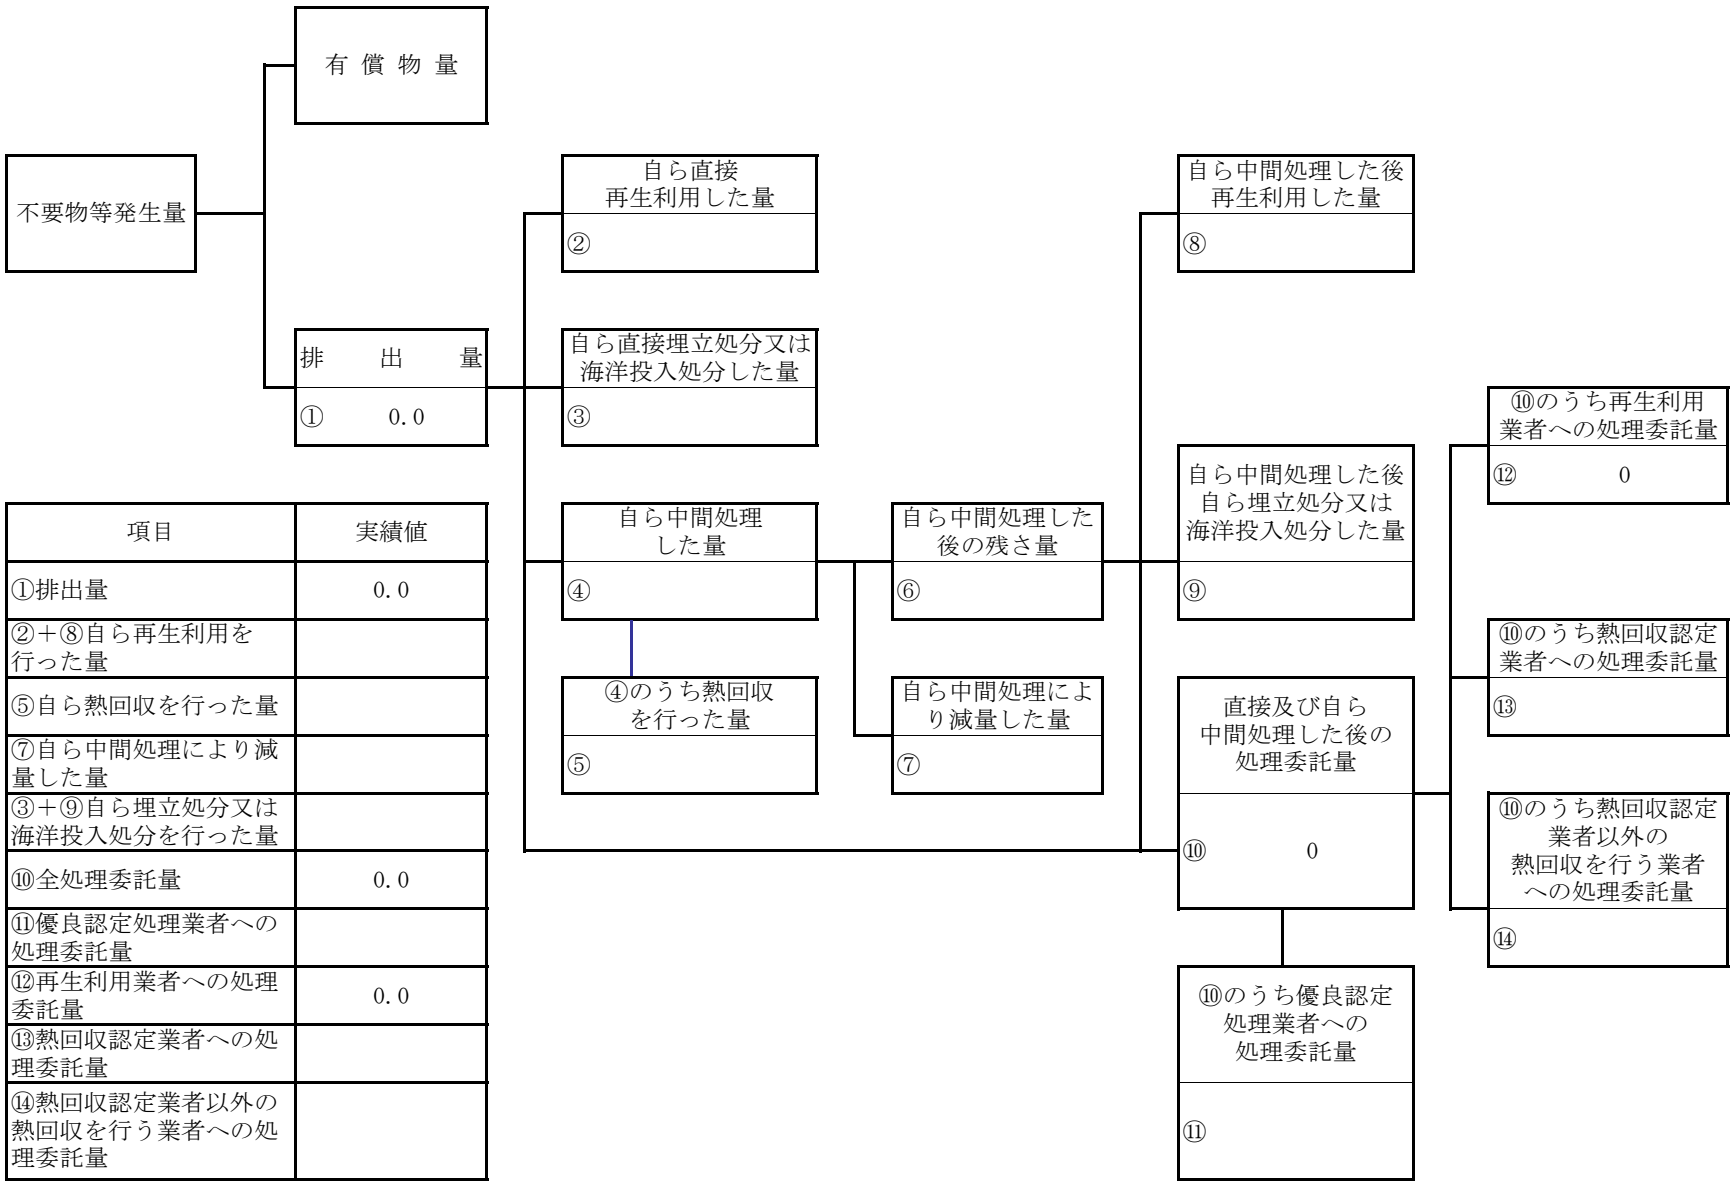 有償物量
不要物等発生量
排出量
① 0.0
自ら直接
再生利用した量
②
自ら直接埋立処分又は
海洋投入処分した量
③
自ら中間処理
した量
④
④のうち熱回収
を行った量
⑤
自ら中間処理した
後の残さ量
⑥
自ら中間処理によ
り減量した量
⑦
自ら中間処理した後
再生利用した量
⑧
自ら中間処理した後
自ら埋立処分又は
海洋投入処分した量
⑨
直接及び自ら
中間処理した後の
処理委託量
⑩ 0
⑩のうち優良認定
処理業者への
処理委託量
⑪
⑩のうち再生利用
業者への処理委託量
⑫ 0
⑩のうち熱回収認定
業者への処理委託量
⑬
⑩のうち熱回収認定
業者以外の
熱回収を行う業者
への処理委託量
⑭
項目 実績値
①排出量 0.0
②＋⑧自ら再生利用を
行った量
⑤自ら熱回収を行った量
⑦自ら中間処理により減
量した量
③＋⑨自ら埋立処分又は
海洋投入処分を行った量
⑩全処理委託量 0.0
⑪優良認定処理業者への
処理委託量
⑫再生利用業者への処理
委託量 0.0
⑬熱回収認定業者への処
理委託量
⑭熱回収認定業者以外の
熱回収を行う業者への処
理委託量